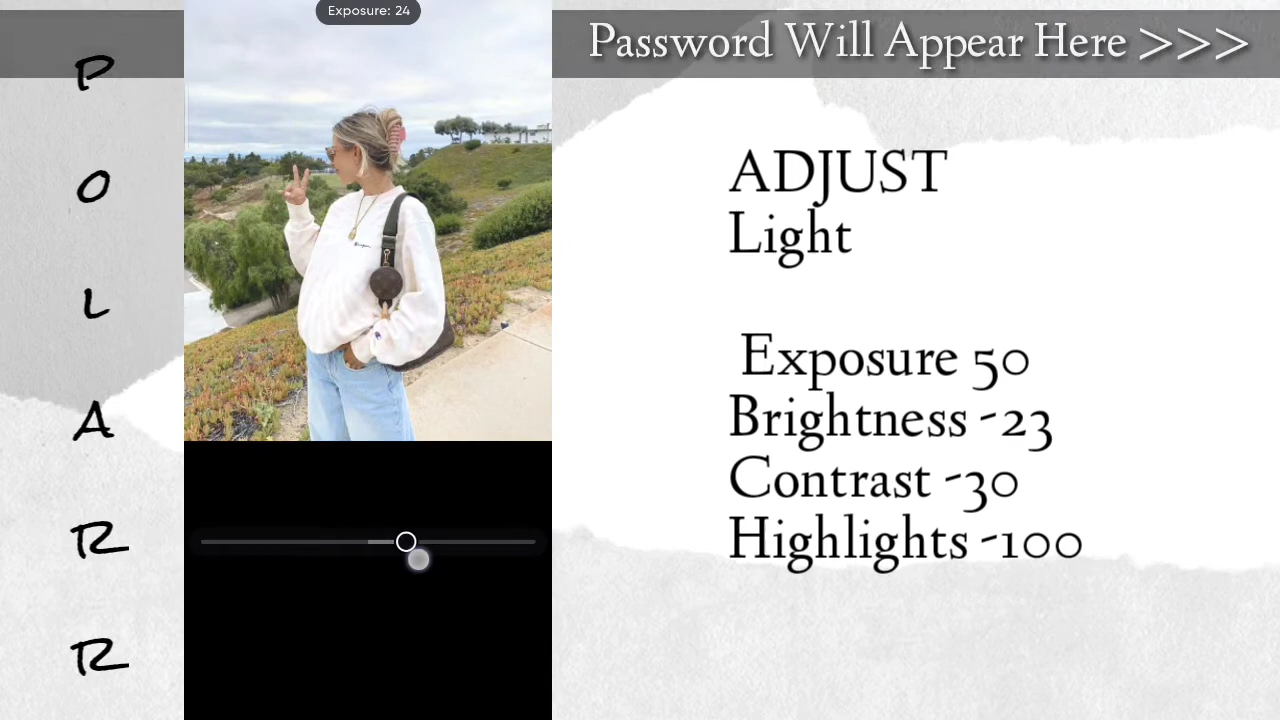 Exposure: 24
Password Will Appear Here >>>
P
O
L
A
R
R
ADJUST
Light
Exposure 50
Brightness -23
Contrast -30
Highlights -100